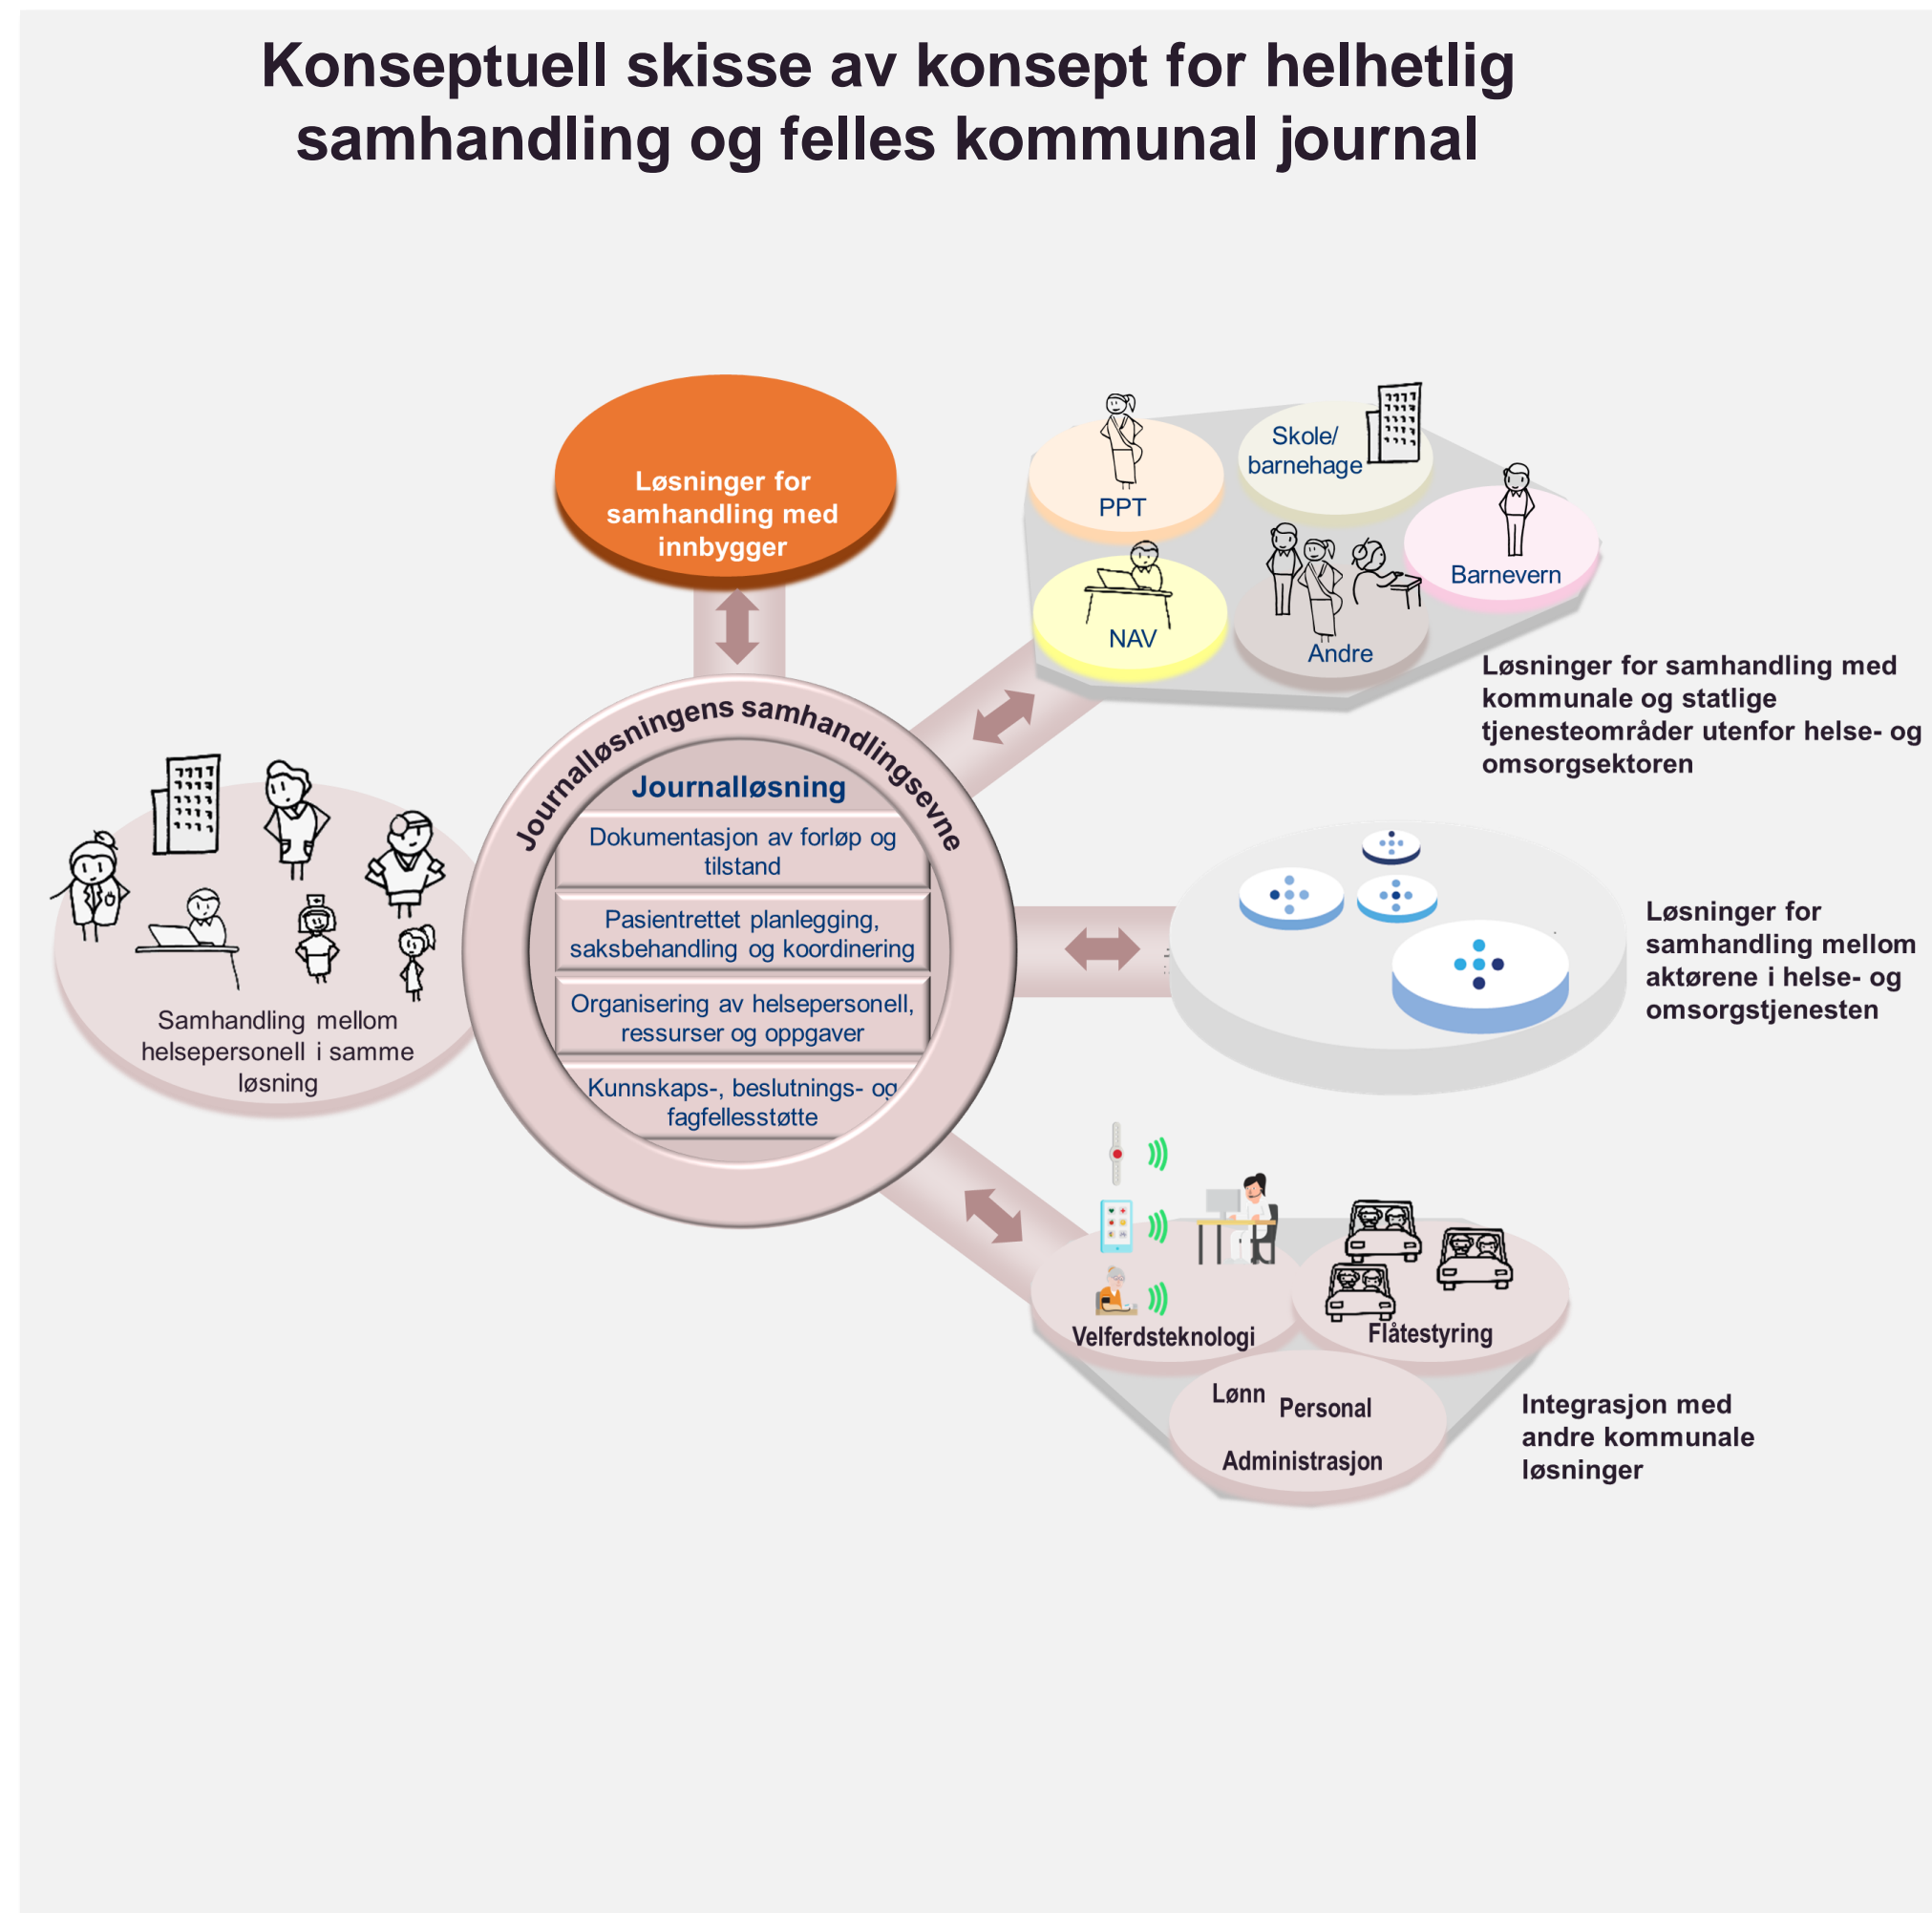 Konseptuell skisse av konsept for helhetlig
samhandling og felles kommunal journal
Løsninger for
samhandling med
innbygger
PPT
Skole/
barnehage
Barnevern
NAV
Andre
Løsninger for samhandling med
kommunale og statlige
tjenesteområder utenfor helse- og
omsorgsektoren
Journalløsningens samhandlingsevne
Journalløsning
Dokumentasjon av forløp og
tilstand
Pasientrettet planlegging,
saksbehandling og koordinering
Organisering av helsepersonell,
ressurser og oppgaver
Kunnskaps-, beslutnings- og
fagfellesstøtte
Samhandling mellom
helsepersonell i samme
løsning
Løsninger for
samhandling mellom
aktørene i helse- og
omsorgstjenesten
Velferdsteknologi
Flåtestyring
Lønn
Personal
Administrasjon
Integrasjon med
andre kommunale
løsninger